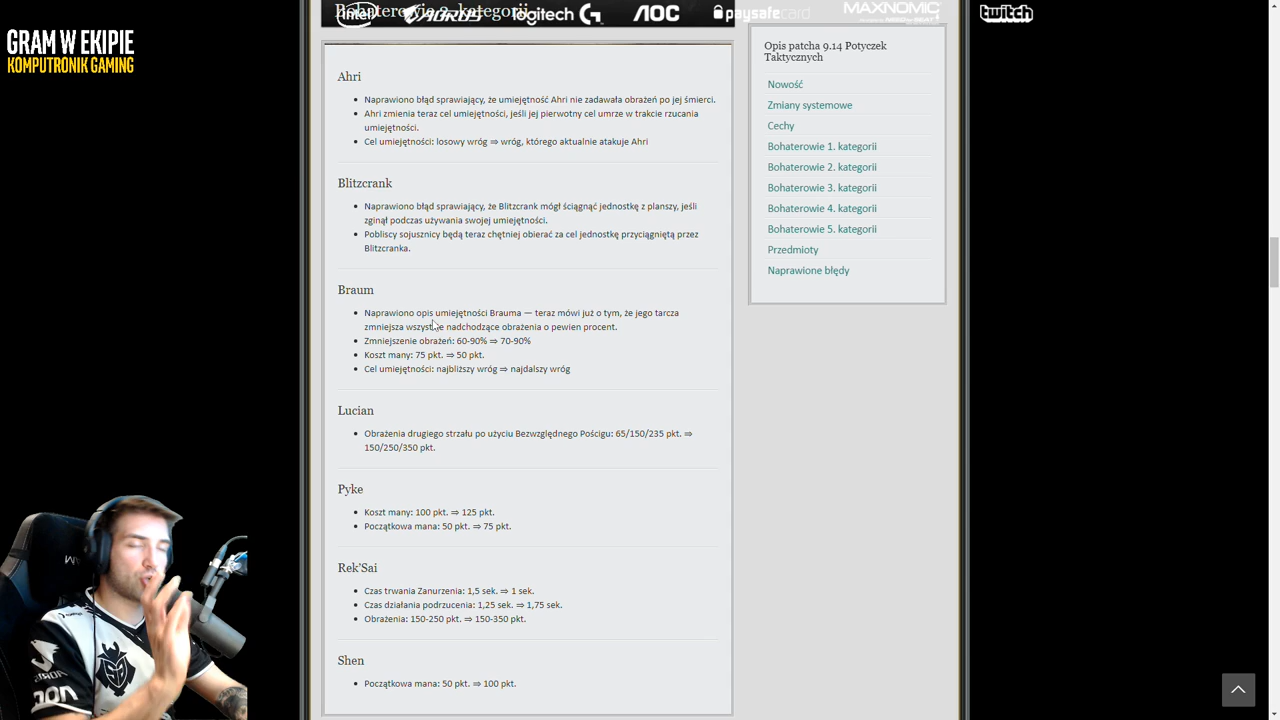 GRAM W EKIPIE
KOMPUTRONIK GAMING
Bohaterowie 2. kategorii
intel
AORUS
logitech G
AOC
paysafecard
MAXNOMIC
twitch
Ahri
• Naprawiono błąd sprawiający, że umiejętność Ahri nie zadawała obrażeń po jej śmierci.
• Ahri zmienia teraz cel umiejętności, jeśli jej pierwotny cel umrze w trakcie rzucania
umiejętności.
• Cel umiejętności: losowy wróg ⇒ wróg, którego aktualnie atakuje Ahri
Blitzcrank
• Naprawiono błąd sprawiający, że Blitzcrank mógł ściągnąć jednostkę z planszy, jeśli
zginął podczas używania swojej umiejętności.
• Pobliscy sojusznicy będą teraz chętniej obierać za cel jednostkę przyciągniętą przez
Blitzcranka.
Braum
• Naprawiono opis umiejętności Brauma — teraz mówi już o tym, że jego tarcza
zmniejsza wszystkie nadchodzące obrażenia o pewien procent.
• Zmniejszenie obrażeń: 60-90% ⇒ 70-90%
• Koszt many: 75 pkt. ⇒ 50 pkt.
• Cel umiejętności: najbliższy wróg ⇒ najdalszy wróg
Lucian
• Obrażenia drugiego strzału po użyciu Bezwzględnego Pościgu: 65/150/235 pkt. ⇒
150/250/350 pkt.
Pyke
• Koszt many: 100 pkt. ⇒ 125 pkt.
• Początkowa mana: 50 pkt. ⇒ 75 pkt.
Rek'Sai
• Czas trwania Zanurzenia: 1,5 sek. ⇒ 1 sek.
• Czas działania podrzucenia: 1,25 sek. ⇒ 1,75 sek.
• Obrażenia: 150-250 pkt. ⇒ 150-350 pkt.
Shen
• Początkowa mana: 50 pkt. ⇒ 100 pkt.
Opis patcha 9.14 Potyczek
Taktycznych
Nowość
Zmiany systemowe
Cechy
Bohaterowie 1. kategorii
Bohaterowie 2. kategorii
Bohaterowie 3. kategorii
Bohaterowie 4. kategorii
Bohaterowie 5. kategorii
Przedmioty
Naprawione błędy